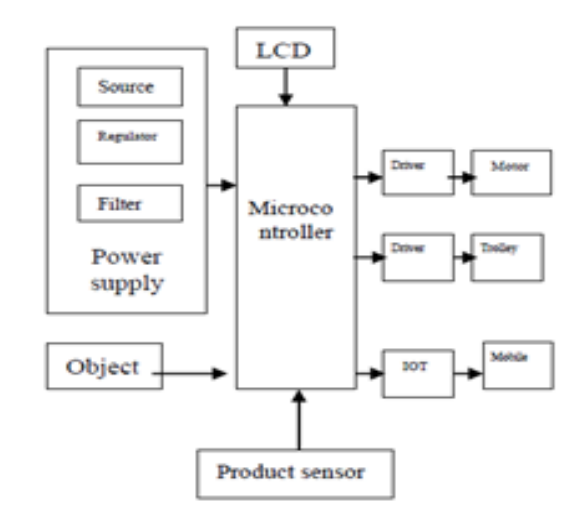 LCD
Source
Regulator
Filter
Power
supply
Microco
ntroller
Driver
Motor
Driver
Trolley
Object
IOT
Mobile
Product sensor